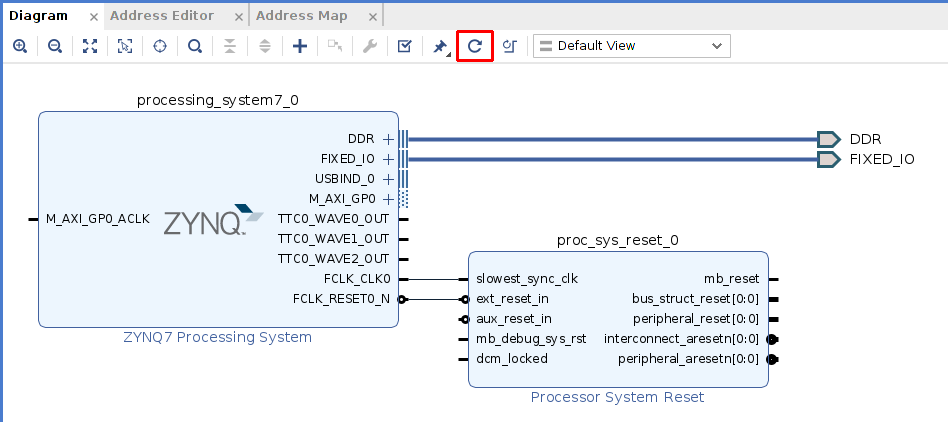 Diagram
Address Editor
Address Map
Default View
processing_system7_0
DDR
FIXED_IO
USBIND_0
M_AXI_GP0
M_AXI_GP0_ACLK
ZYNQ
TTC0_WAVE0_OUT
TTC0_WAVE1_OUT
TTC0_WAVE2_OUT
FCLK_CLK0
FCLK_RESET0_N
ZYNQ7 Processing System
DDR
FIXED_IO
proc_sys_reset_0
slowest_sync_clk
ext_reset_in
aux_reset_in
mb_debug_sys_rst
dcm_locked
mb_reset
bus_struct_reset[0:0]
peripheral_reset[0:0]
interconnect_aresetn[0:0]
peripheral_aresetn[0:0]
Processor System Reset